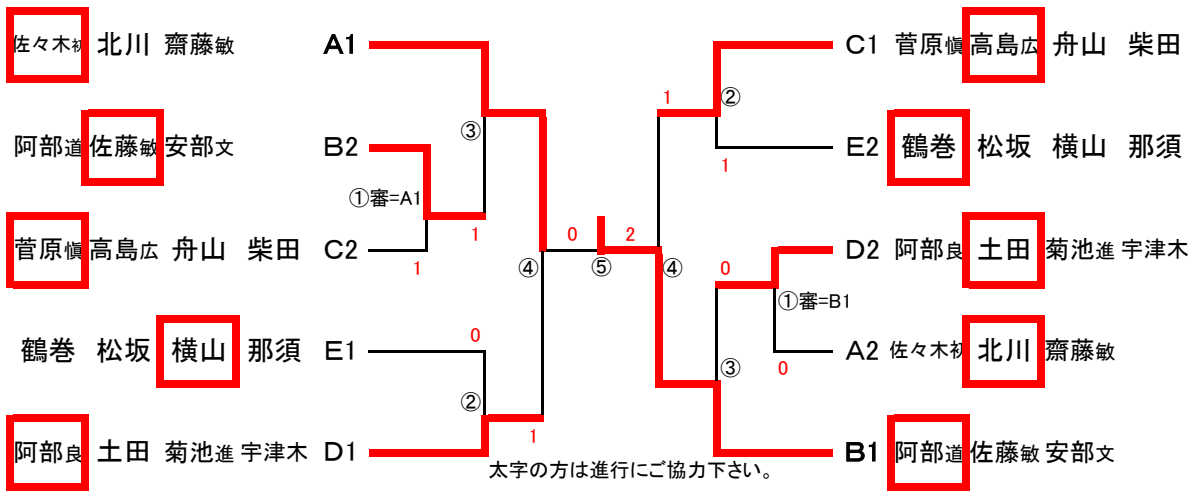 佐々木初 北川 齋藤敏 A1
C1 菅原愼 高島広 舟山 柴田
1 ②
③
阿部道 佐藤敏 安部文 B2
E2 鶴巻 松坂 横山 那須
1
①審=A1
菅原愼 高島広 舟山 柴田 C2
1
1
0 2
④ ⑤ ④
D2 阿部良 土田 菊池進 宇津木
0
①審=B1
鶴巻 松坂 横山 那須 E1
0
A2 佐々木初 北川 齋藤敏
0
③
②
阿部良 土田 菊池進 宇津木 D1
1
B1 阿部道 佐藤敏 安部文
太字の方は進行にご協力下さい。